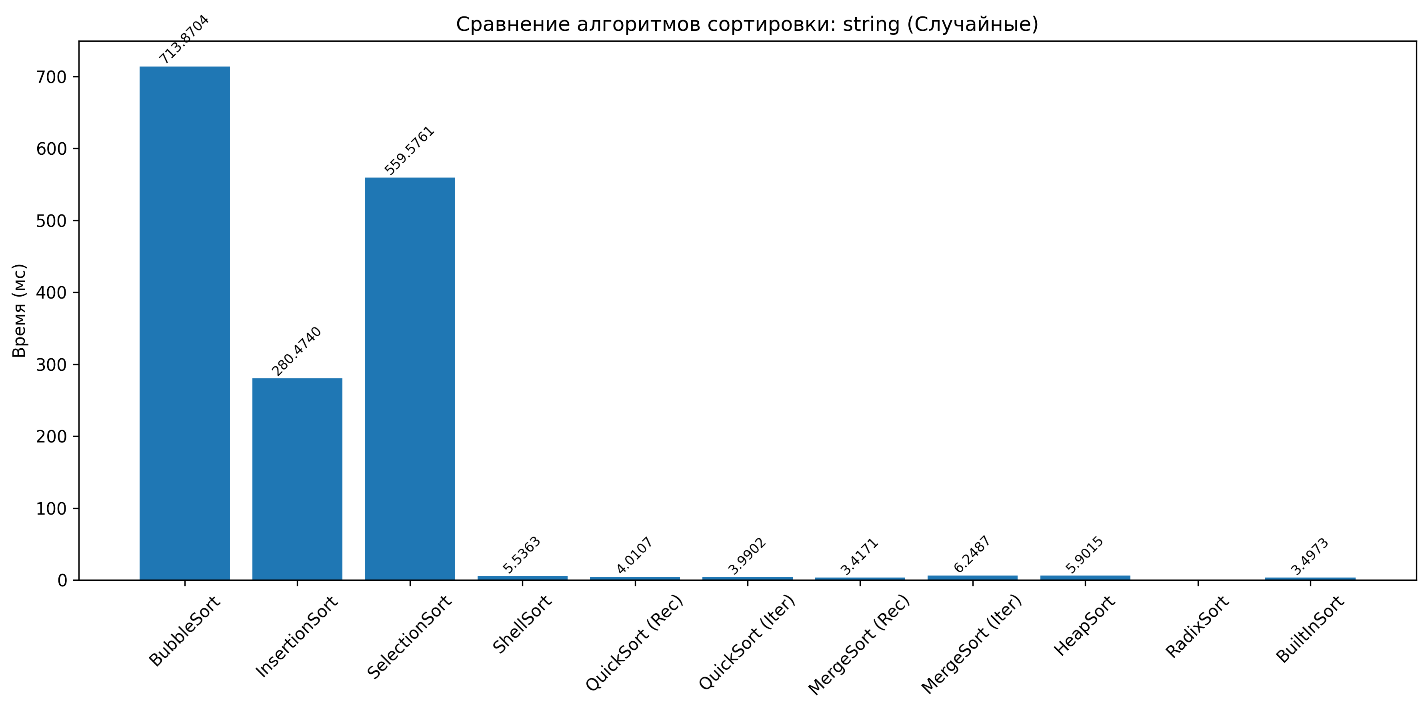 Сравнение алгоритмов сортировки: string (Случайные)
Время (мс)
700
600
500
400
300
200
100
0
713.8704
280.4740
559.5761
5.5363
4.0107
3.9902
3.4171
6.2487
5.9015
3.4973
BubbleSort
InsertionSort
SelectionSort
ShellSort
QuickSort (Rec)
QuickSort (Iter)
MergeSort (Rec)
MergeSort (Iter)
HeapSort
RadixSort
BuiltInSort